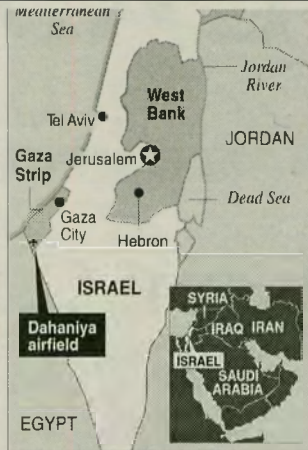 Mediterranean
Sea
Jordan
River
West
Bank
Tel Aviv
JORDAN
Gaza
Strip
Jerusalem
Dead Sea
Gaza
City
Hebron
ISRAEL
Dahaniya
airfield
SYRIA
IRAQ
IRAN
ISRAEL
SAUDI
ARABIA
EGYPT